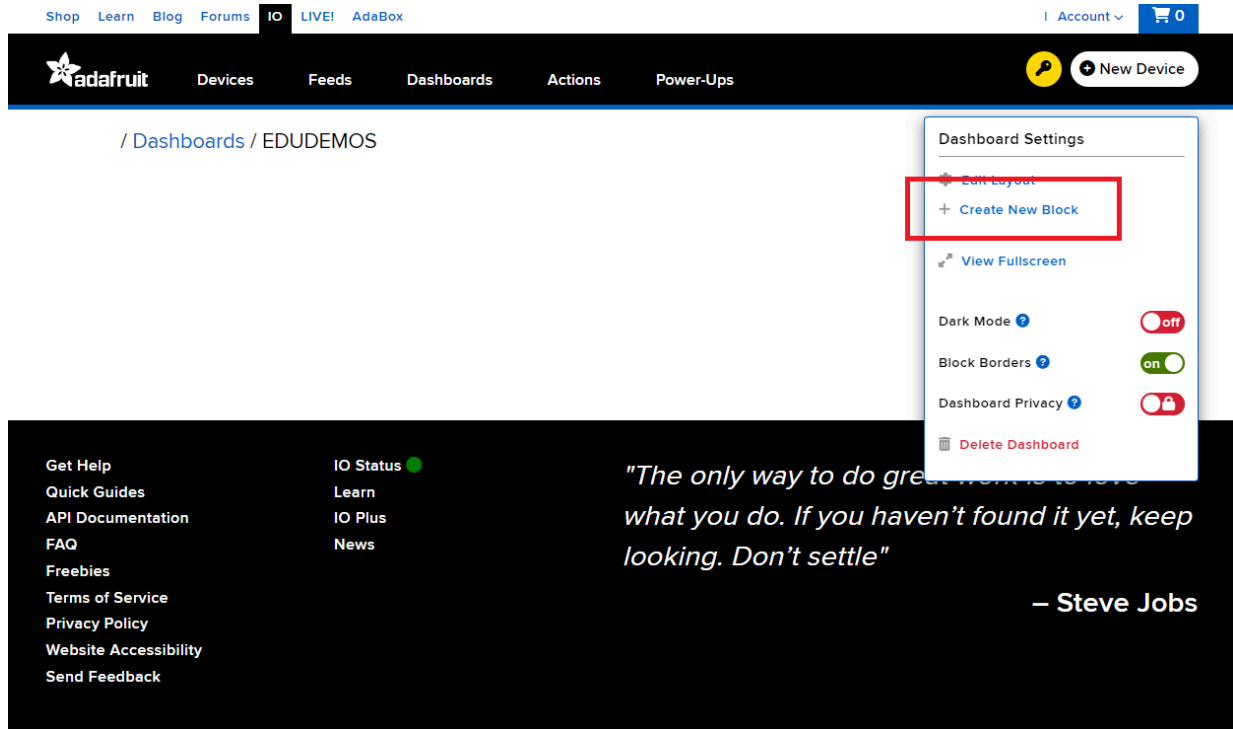 Shop Learn Blog Forums IO LIVE! AdaBox
Account 0
adafruit Devices Feeds Dashboards Actions Power-Ups
New Device
/ Dashboards / EDUDEMOS
Dashboard Settings
Edit Layout
+ Create New Block
View Fullscreen
Dark Mode ? off
Block Borders ? on
Dashboard Privacy ?
Delete Dashboard
Get Help
Quick Guides
API Documentation
FAQ
Freebies
Terms of Service
Privacy Policy
Website Accessibility
Send Feedback
IO Status
Learn
IO Plus
News
"The only way to do great work is to love
what you do. If you haven’t found it yet, keep
looking. Don’t settle"
– Steve Jobs